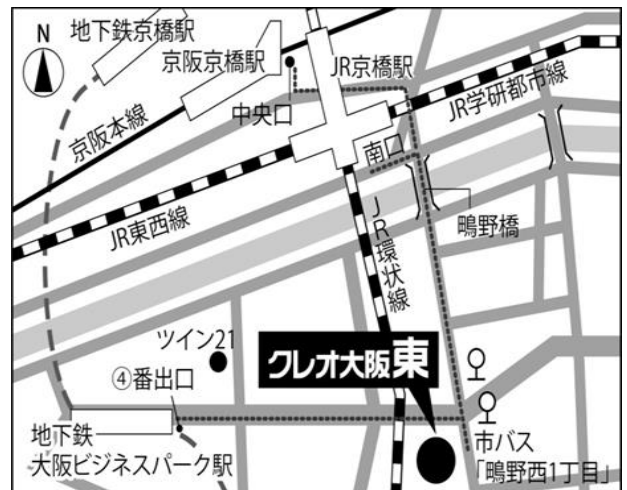 N
地下鉄京橋駅
京阪京橋駅
JR京橋駅
中央口
京阪本線
JR学研都市線
南口
JR東西線
JR環状線
鴫野橋
ツイン21
クレオ大阪東
④番出口
地下鉄
大阪ビジネスパーク駅
市バス
「鴫野西1丁目」